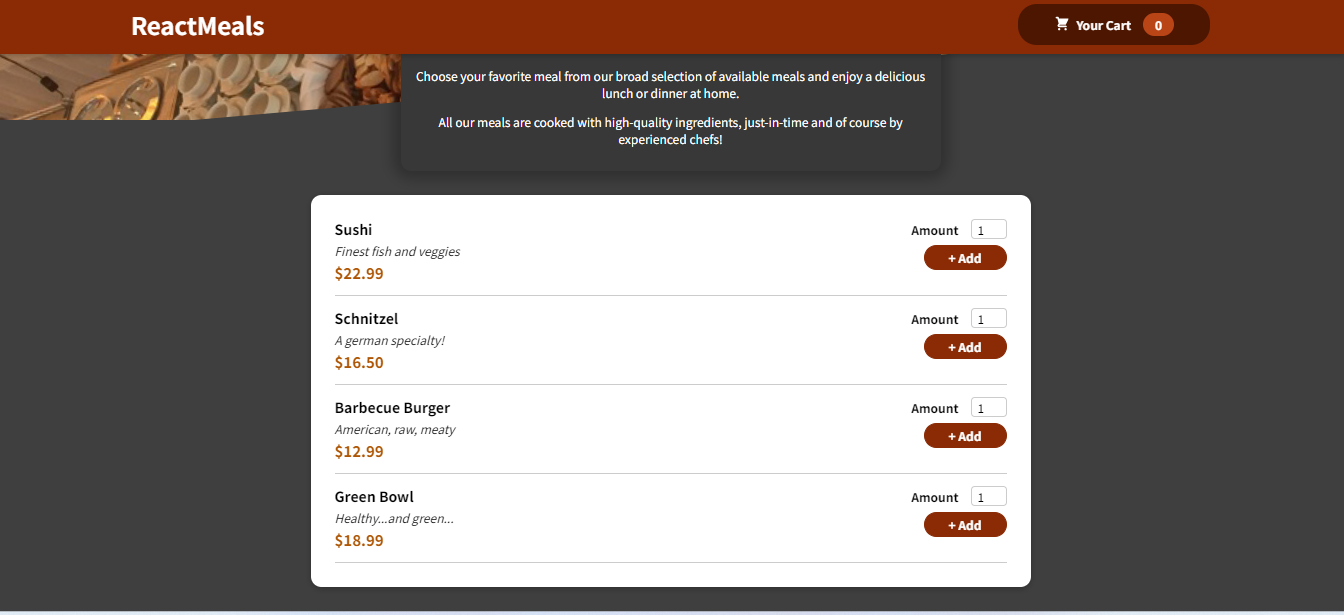 ReactMeals
Your Cart 0
Choose your favorite meal from our broad selection of available meals and enjoy a delicious
lunch or dinner at home.
All our meals are cooked with high-quality ingredients, just-in-time and of course by
experienced chefs!
Sushi
Finest fish and veggies
$22.99
Amount 1
+ Add
Schnitzel
A german specialty!
$16.50
Amount 1
+ Add
Barbecue Burger
American, raw, meaty
$12.99
Amount 1
+ Add
Green Bowl
Healthy...and green...
$18.99
Amount 1
+ Add